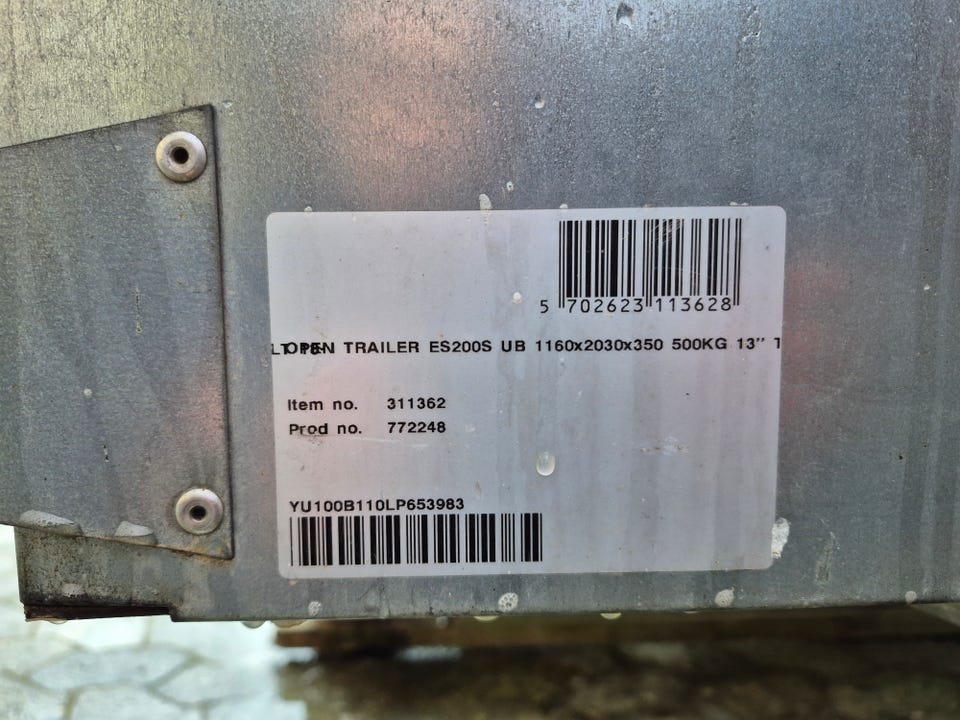 5 702623 113628
OPEN TRAILER ES200S UB 1160x2030x350 500KG 13’’ T
Item no. 311362
Prod no. 772248
YU100B110LP653983